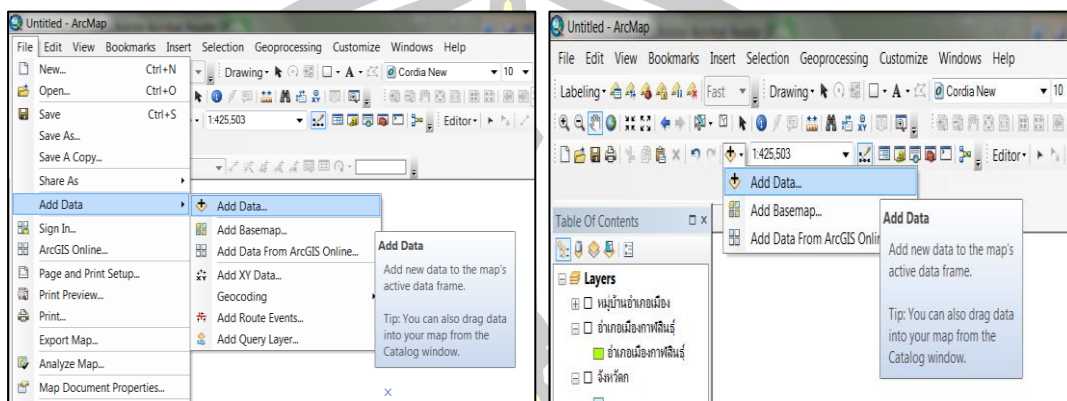 Untitled - ArcMap
File Edit View Bookmarks Insert Selection Geoprocessing Customize Windows Help
New... Ctrl+N
Drawing A Cordia New 10
Open... Ctrl+O
Save Ctrl+S
1:425,503 Editor
Save As...
Save A Copy...
Share As
Add Data
Add Data...
Sign In...
Add Basemap...
ArcGIS Online...
Add Data From ArcGIS Online...
Page and Print Setup...
Add XY Data...
Print Preview...
Geocoding
Print...
Add Route Events...
Export Map...
Add Query Layer...
Analyze Map...
Map Document Properties...
Add Data
Add new data to the map's
active data frame.
Tip: You can also drag data
into your map from the
Catalog window.
Untitled - ArcMap
File Edit View Bookmarks Insert Selection Geoprocessing Customize Windows Help
Labeling Fast Drawing A Cordia New 10
1:425,503 Editor
Add Data...
Add Basemap...
Add Data From ArcGIS Onlin
Table Of Contents
Layers
หมู่บ้านอำเภอเมือง
อำเภอเมืองกาฬสินธุ์
อำเภอเมืองกาฬสินธุ์
จังหวัดก
Add Data
Add new data to the map's
active data frame.
Tip: You can also drag data
into your map from the
Catalog window.